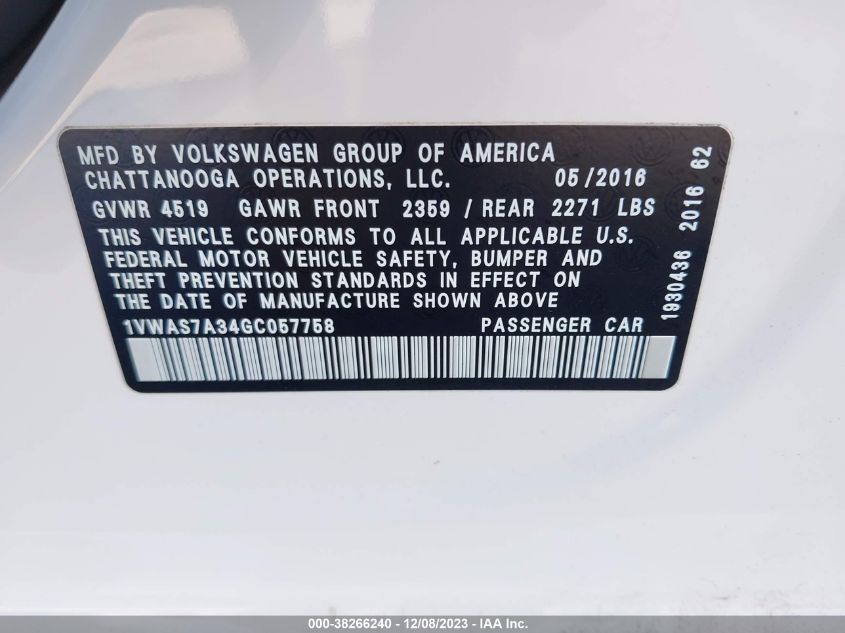 MFD BY VOLKSWAGEN GROUP OF AMERICA
CHATTANOOGA OPERATIONS, LLC. 05/2016
GVWR 4519 GAWR FRONT 2359 / REAR 2271 LBS
THIS VEHICLE CONFORMS TO ALL APPLICABLE U.S.
FEDERAL MOTOR VEHICLE SAFETY, BUMPER AND
THEFT PREVENTION STANDARDS IN EFFECT ON
THE DATE OF MANUFACTURE SHOWN ABOVE
1VWAS7A34GC057758 PASSENGER CAR
1930436 2016 62
000-38266240 - 12/08/2023 - IAA Inc.